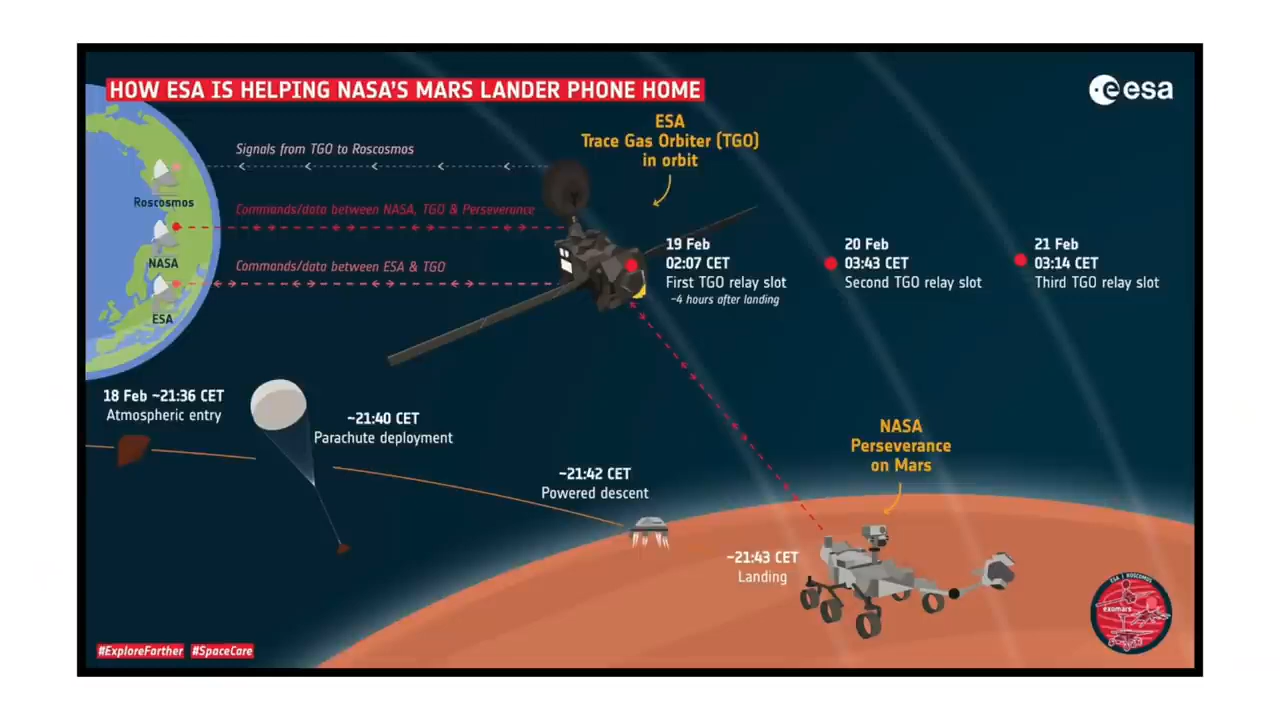 HOW ESA IS HELPING NASA'S MARS LANDER PHONE HOME
esa
ESA
Trace Gas Orbiter (TGO)
in orbit
Signals from TGO to Roscosmos
Roscosmos
Commands/data between NASA, TGO & Perseverance
NASA
Commands/data between ESA & TGO
ESA
19 Feb
02:07 CET
First TGO relay slot
~4 hours after landing
20 Feb
03:43 CET
Second TGO relay slot
21 Feb
03:14 CET
Third TGO relay slot
18 Feb ~21:36 CET
Atmospheric entry
~21:40 CET
Parachute deployment
~21:42 CET
Powered descent
NASA
Perseverance
on Mars
~21:43 CET
Landing
ESA | ROSCOSMOS
exomars
#ExploreFarther #SpaceCare